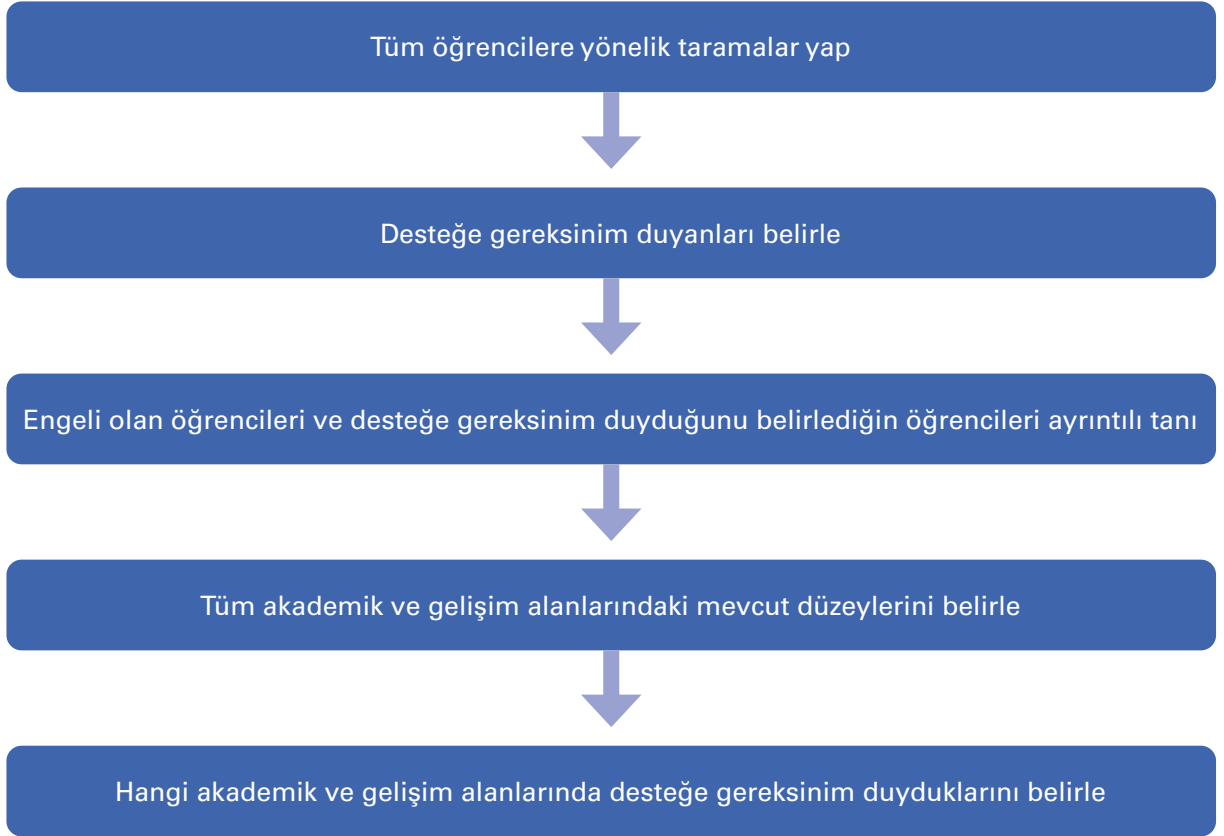 Tüm öğrencilere yönelik taramalar yap
Desteğe gereksinim duyanları belirle
Engeli olan öğrencileri ve desteğe gereksinim duyduğunu belirlediğin öğrencileri ayrıntılı tanı
Tüm akademik ve gelişim alanlarındaki mevcut düzeylerini belirle
Hangi akademik ve gelişim alanlarında desteğe gereksinim duyduklarını belirle